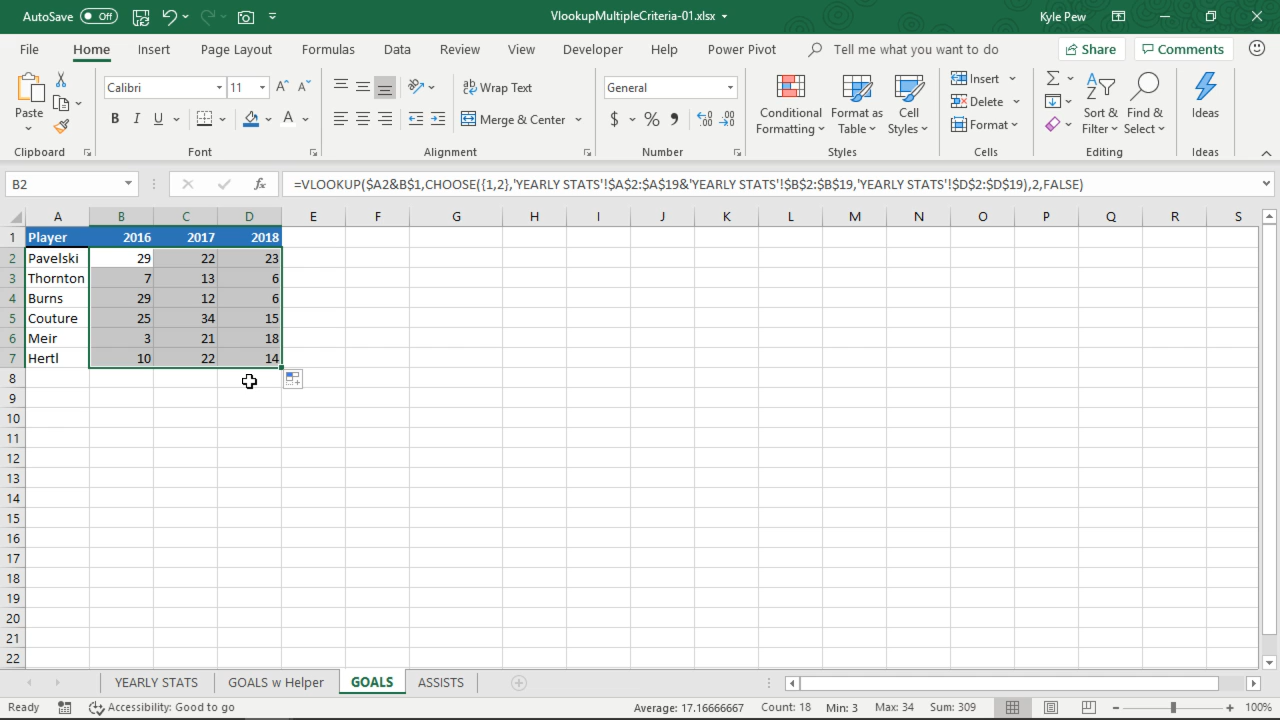 AutoSave Off VlookupMultipleCriteria-01.xlsx Kyle Pew
File Home Insert Page Layout Formulas Data Review View Developer Help Power Pivot Tell me what you want to do Share Comments
Paste Calibri 11 A A Wrap Text General Conditional Formatting Format as Table Cell Styles Insert Delete Format Σ Sort & Filter Find & Select Ideas
B I U A Merge & Center $ % 9
Clipboard Font Alignment Number Styles Cells Editing Ideas
B2 fx =VLOOKUP($A2&B$1,CHOOSE({1,2},'YEARLY STATS'!$A$2:$A$19&'YEARLY STATS'!$B$2:$B$19,'YEARLY STATS'!$D$2:$D$19),2,FALSE)
A B C D E F G H I J K L M N O P Q R S
1 Player 2016 2017 2018
2 Pavelski 29 22 23
3 Thornton 7 13 6
4 Burns 29 12 6
5 Couture 25 34 15
6 Meir 3 21 18
7 Hertl 10 22 14
8
9
10
11
12
13
14
15
16
17
18
19
20
21
22
YEARLY STATS GOALS w Helper GOALS ASSISTS
Ready Accessibility: Good to go Average: 17.16666667 Count: 18 Min: 3 Max: 34 Sum: 309 100%